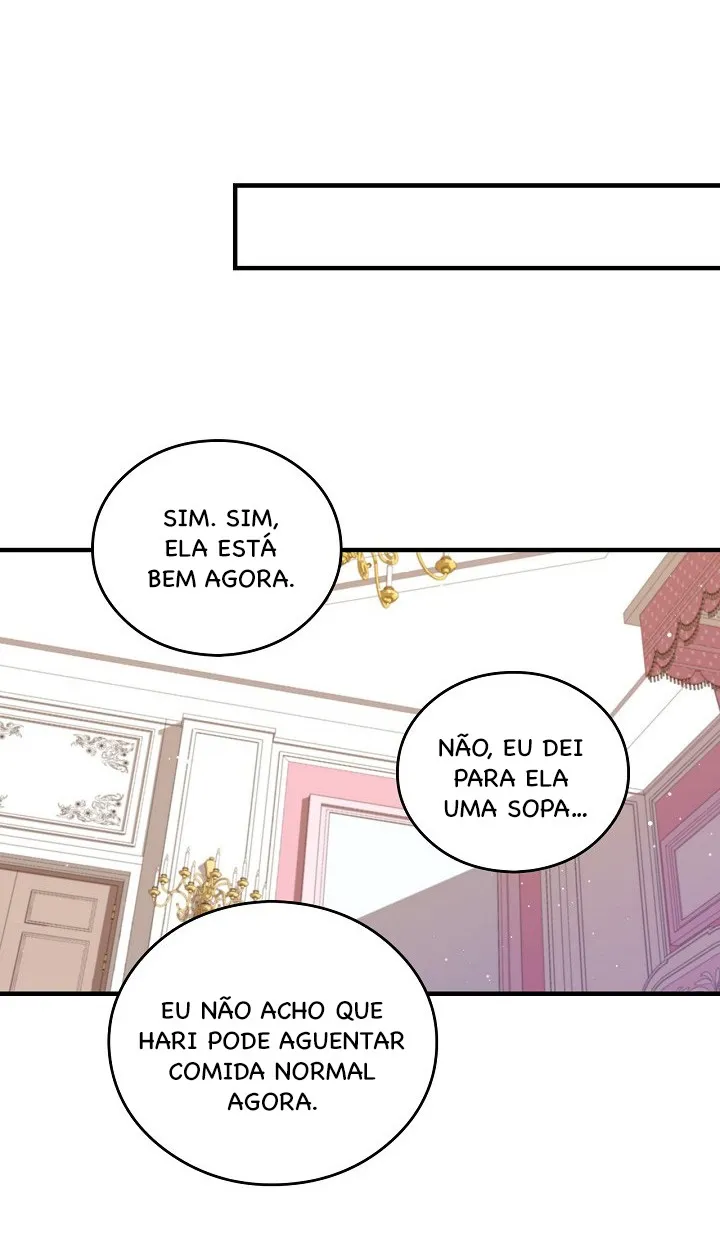 SIM. SIM,
ELA ESTÁ
BEM AGORA.
NÃO, EU DEI
PARA ELA
UMA SOPA...
EU NÃO ACHO QUE
HARI PODE AGUENTAR
COMIDA NORMAL
AGORA.